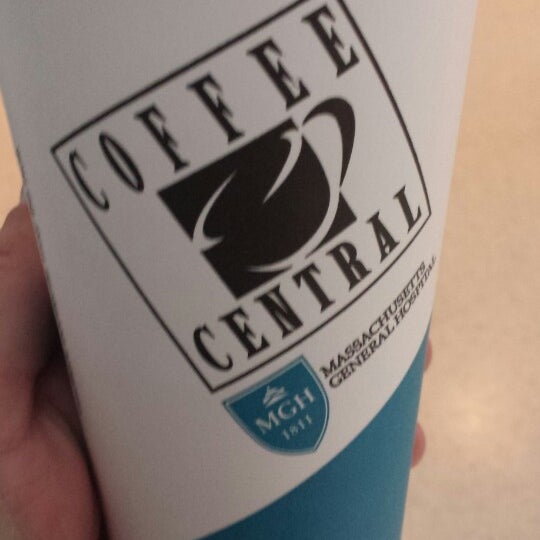 COFFEE
CENTRAL
MASSACHUSETTS
GENERAL HOSPITAL
MGH
1811